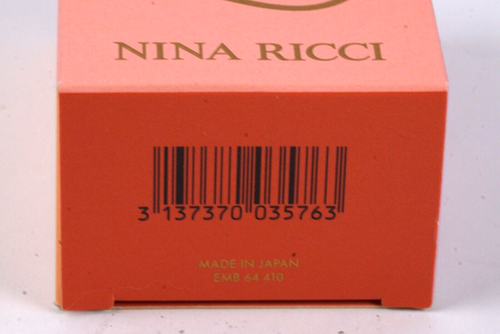 NINA RICCI
3 137370 035763
MADE IN JAPAN
EMB 64 410